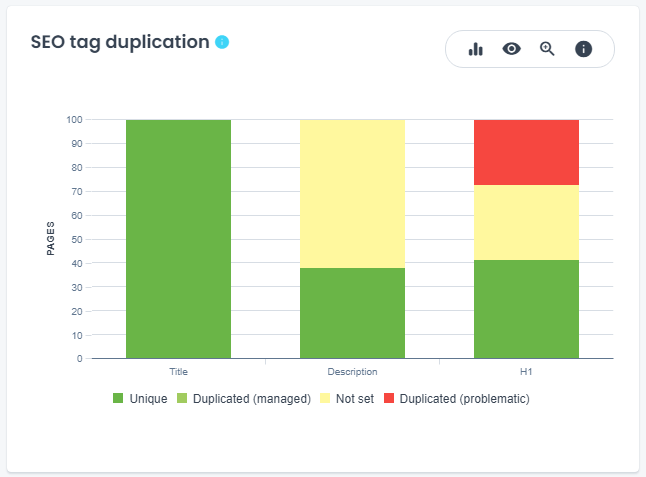 SEO tag duplication
100
90
80
70
60
50
40
30
20
10
0
PAGES
Title Description H1
Unique Duplicated (managed) Not set Duplicated (problematic)